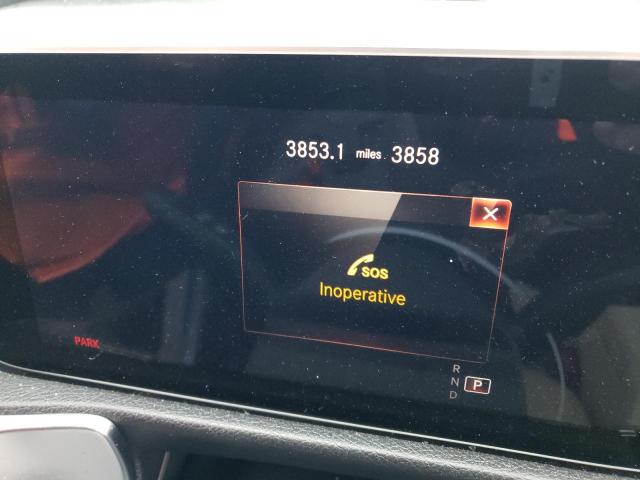 3853.1 miles 3858
SOS
Inoperative
PARK
R
N P
D